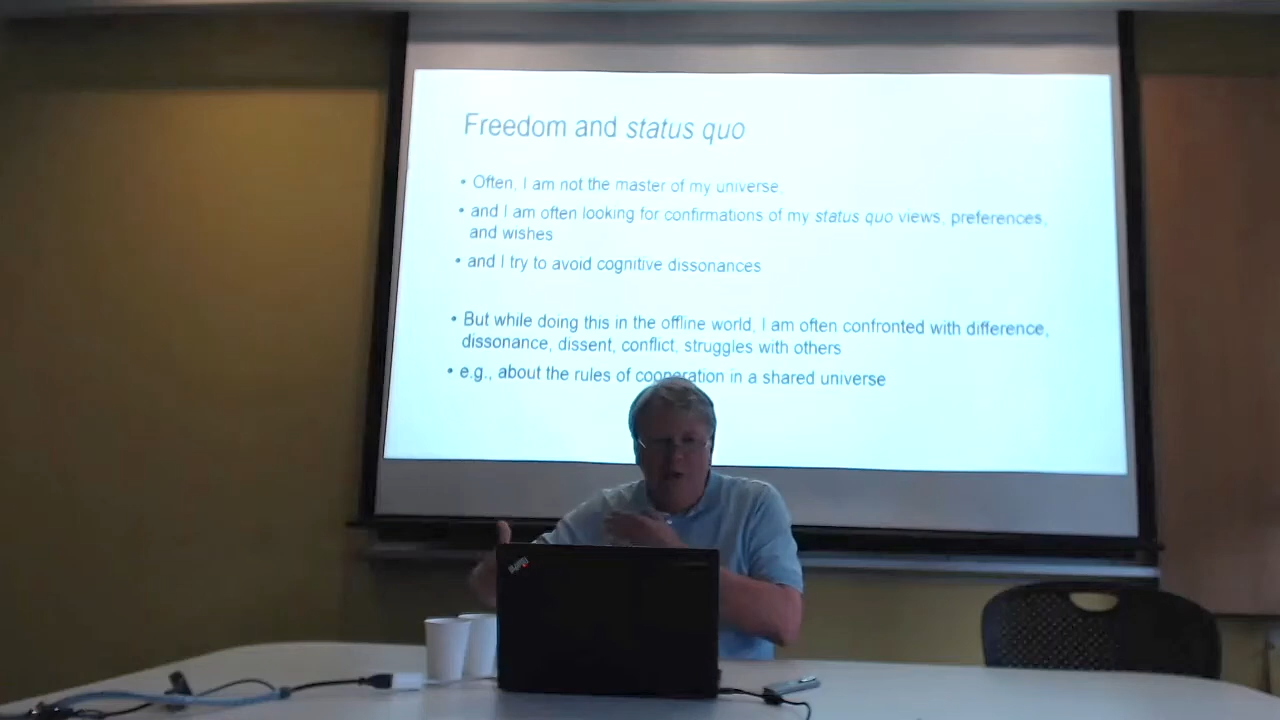 Freedom and status quo
• Often, I am not the master of my universe,
• and I am often looking for confirmations of my status quo views, preferences,
and wishes
• and I try to avoid cognitive dissonances
• But while doing this in the offline world, I am often confronted with difference,
dissonance, dissent, conflict, struggles with others
• e.g., about the rules of cooperation in a shared universe